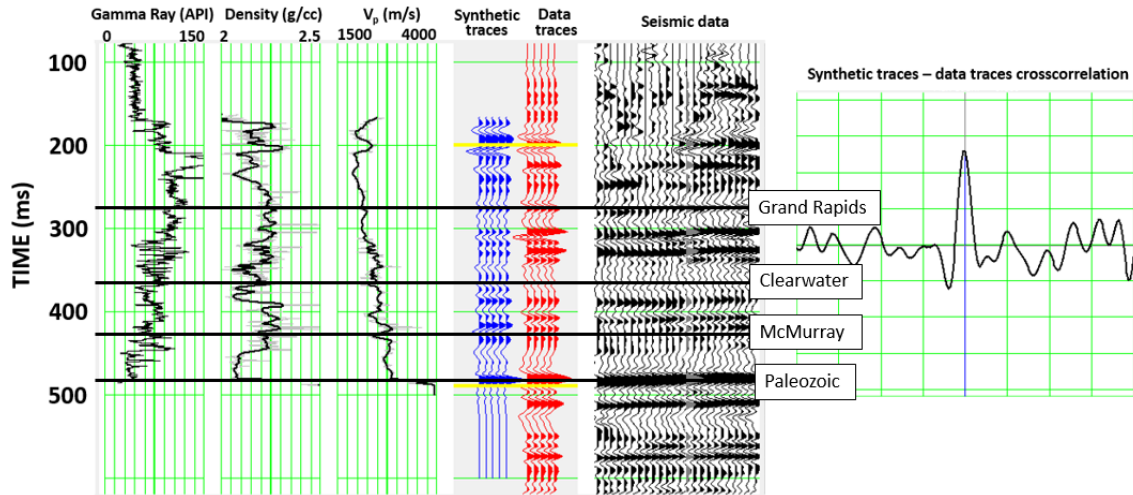 Gamma Ray (API) Density (g/cc) Vp (m/s) Synthetic traces Data traces Seismic data
0 150 2 2.5 1500 4000
Synthetic traces – data traces crosscorrelation
TIME (ms)
100
200
300
400
500
Grand Rapids
Clearwater
McMurray
Paleozoic